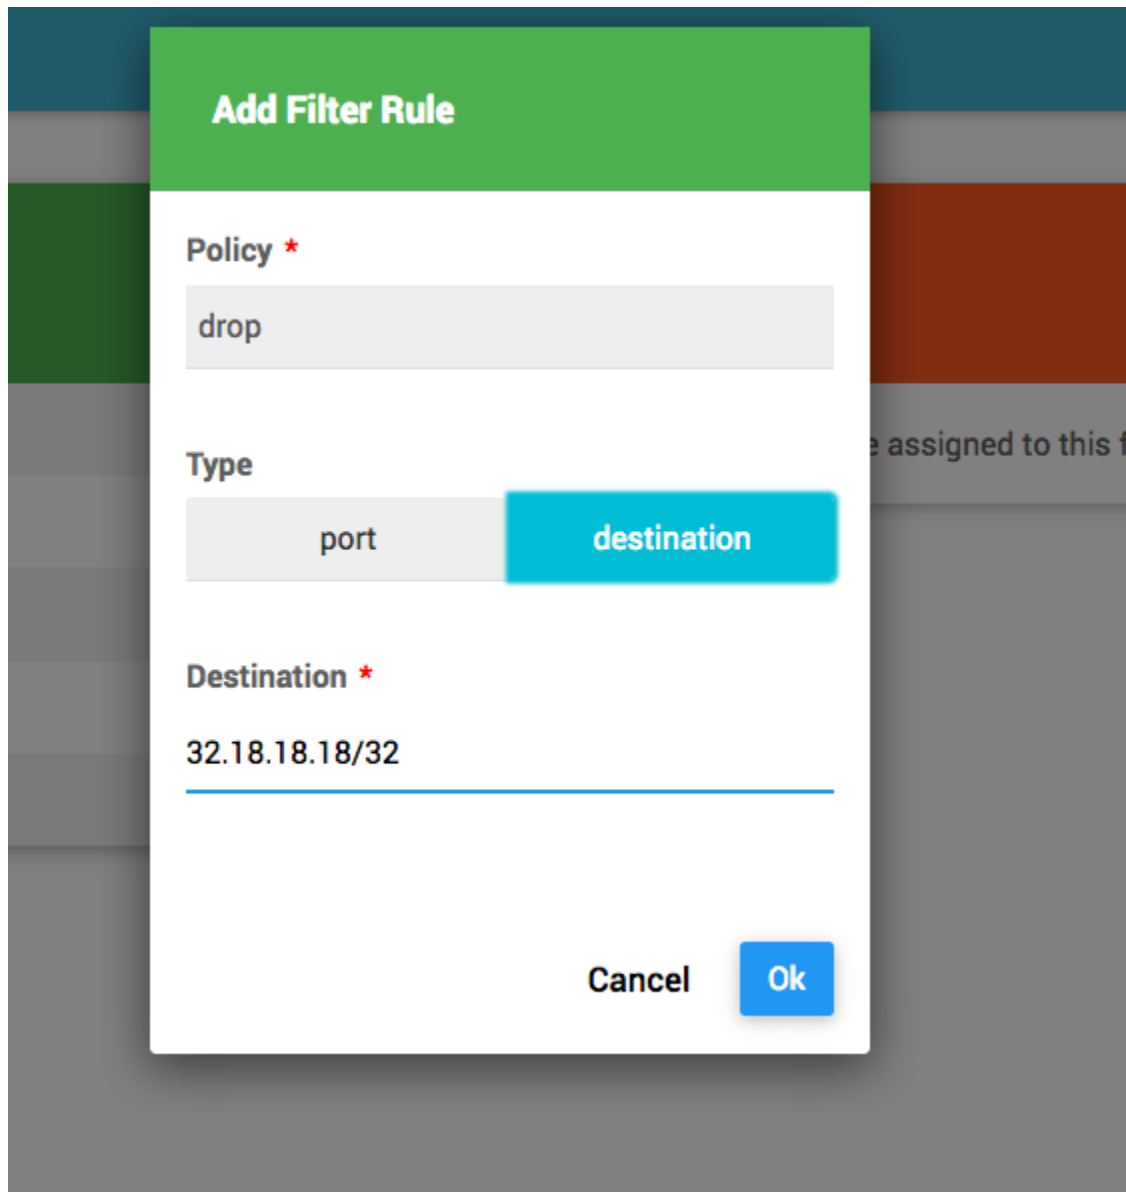 Add Filter Rule
Policy *
drop
Type
port destination
Destination *
32.18.18.18/32
Cancel Ok
assigned to this